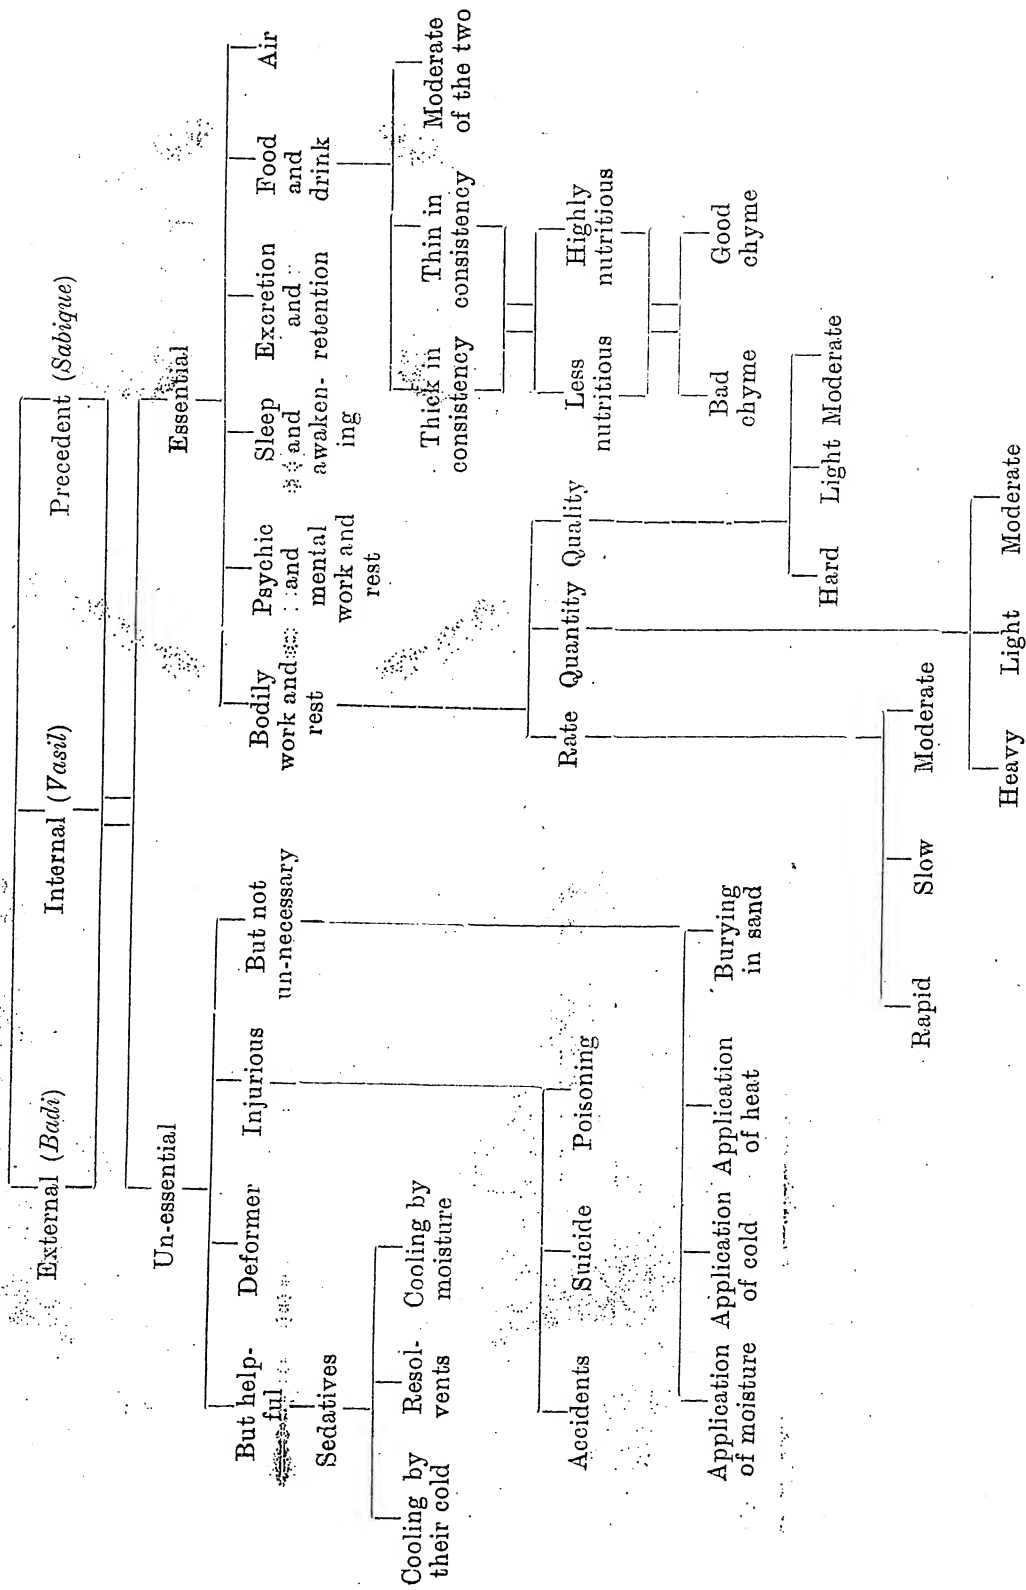 External (Badi) Internal (Vasil) Precedent (Sabique)
Un-essential Essential
But help- Deformer Injurious But not Bodily Psychic Sleep Excretion Food Air
ful un-necessary work and and and and and
rest mental awaken- retention drink
work and ing
rest
Sedatives
Cooling by Resol- Cooling by Thick in Thin in Moderate
their cold vents moisture consistency consistency of the two
Accidents Suicide Poisoning Rate Quantity Quality Less Highly
nutritious nutritious
Application Application Application Burying Bad Good
of moisture of cold of heat in sand chyme chyme
Hard Light Moderate
Rapid Slow Moderate
Heavy Light Moderate